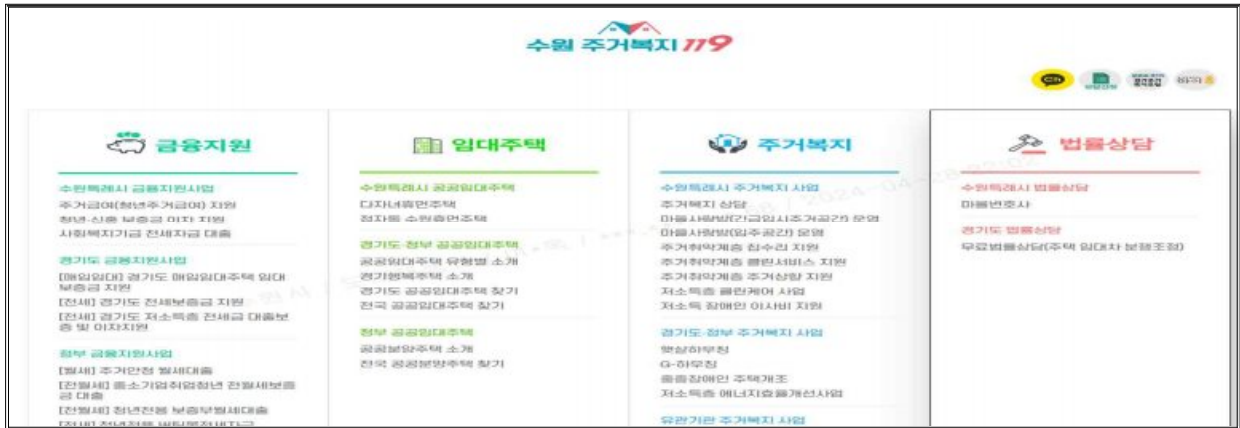 수원 주거복지 119
금융지원
수원특례시 금융지원사업
주거급여(청년주거급여) 지원
청년·신혼 보증금 이자 지원
사회복지기금 전세자금 대출
경기도 금융지원사업
[매입임대] 경기도 매입임대주택 임대
보증금 지원
[전세] 경기도 전세보증금 지원
[전세] 경기도 저소득층 전세금 대출보
증 및 이자지원
정부 금융지원사업
[월세] 주거안정 월세대출
[전월세] 중소기업취업청년 전월세보증
금 대출
[전월세] 청년전용 보증부월세대출
[전세] 청년전용 버팀목전세자금
임대주택
수원특례시 공공임대주택
다자녀휴먼주택
정자동 수원휴먼주택
경기도·정부 공공임대주택
공공임대주택 유형별 소개
경기행복주택 소개
경기도 공공임대주택 찾기
전국 공공임대주택 찾기
정부 공공임대주택
공공분양주택 소개
전국 공공분양주택 찾기
주거복지
수원특례시 주거복지 사업
주거복지 상담
마을사랑방(긴급임시주거공간) 운영
마을사랑방(입주공간) 운영
주거취약계층 집수리 지원
주거취약계층 클린서비스 지원
주거취약계층 주거상향 지원
저소득층 클린케어 사업
저소득 장애인 이사비 지원
경기도·정부 주거복지 사업
햇살하우징
G-하우징
중증장애인 주택개조
저소득층 에너지효율개선사업
유관기관 주거복지 사업
법률상담
수원특례시 법률상담
마을변호사
경기도 법률상담
무료법률상담(주택 임대차 분쟁조정)